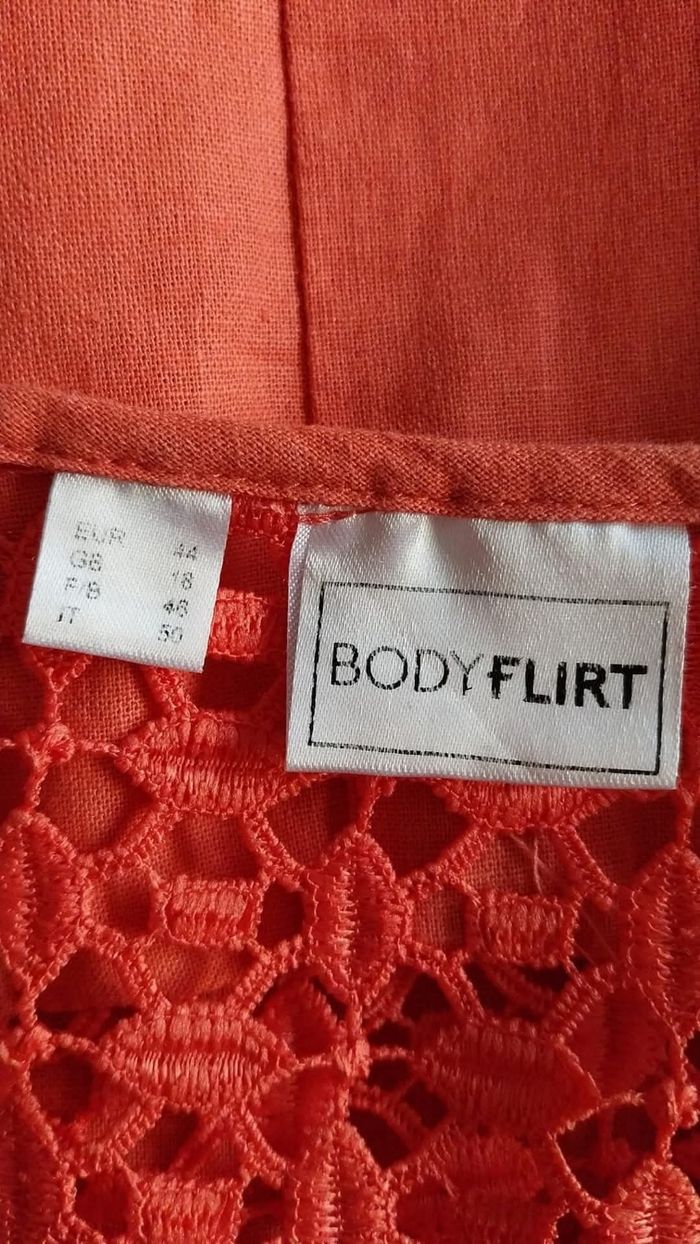 EUR 44
GB 18
F/B 46
IT 50
BODYFLIRT